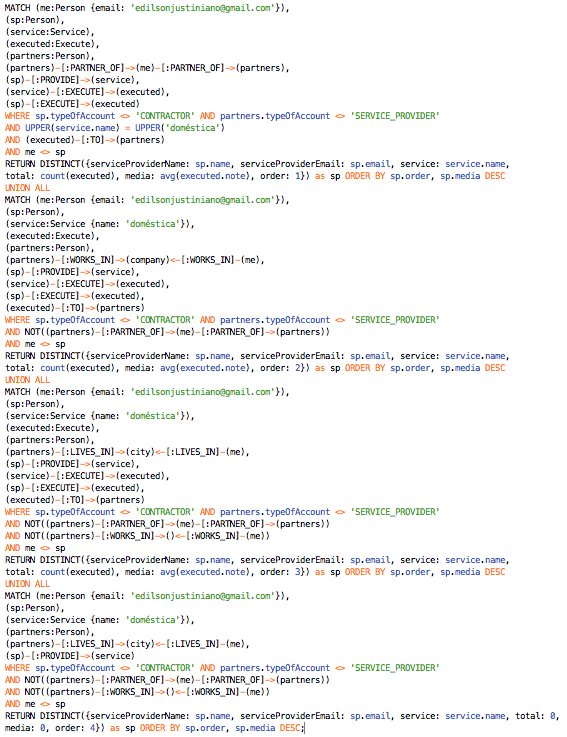 MATCH (me:Person {email: 'edilsonjustiniano@gmail.com'}),
(sp:Person),
(service:Service),
(executed:Execute),
(partners:Person),
(partners)-[:PARTNER_OF]->(me)-[:PARTNER_OF]->(partners),
(sp)-[:PROVIDE]->(service),
(service)-[:EXECUTE]->(executed),
(sp)-[:EXECUTE]->(executed)
WHERE sp.typeOfAccount <> 'CONTRACTOR' AND partners.typeOfAccount <> 'SERVICE_PROVIDER'
AND UPPER(service.name) = UPPER('doméstica')
AND (executed)-[:TO]->(partners)
AND me <> sp
RETURN DISTINCT({serviceProviderName: sp.name, serviceProviderEmail: sp.email, service: service.name,
total: count(executed), media: avg(executed.note), order: 1}) as sp ORDER BY sp.order, sp.media DESC
UNION ALL
MATCH (me:Person {email: 'edilsonjustiniano@gmail.com'}),
(sp:Person),
(service:Service {name: 'doméstica'}),
(executed:Execute),
(partners:Person),
(partners)-[:WORKS_IN]->(company)<-[:WORKS_IN]-(me),
(sp)-[:PROVIDE]->(service),
(service)-[:EXECUTE]->(executed),
(sp)-[:EXECUTE]->(executed),
(executed)-[:TO]->(partners)
WHERE sp.typeOfAccount <> 'CONTRACTOR' AND partners.typeOfAccount <> 'SERVICE_PROVIDER'
AND NOT((partners)-[:PARTNER_OF]->(me)-[:PARTNER_OF]->(partners))
AND me <> sp
RETURN DISTINCT({serviceProviderName: sp.name, serviceProviderEmail: sp.email, service: service.name,
total: count(executed), media: avg(executed.note), order: 2}) as sp ORDER BY sp.order, sp.media DESC
UNION ALL
MATCH (me:Person {email: 'edilsonjustiniano@gmail.com'}),
(sp:Person),
(service:Service {name: 'doméstica'}),
(executed:Execute),
(partners:Person),
(partners)-[:LIVES_IN]->(city)<-[:LIVES_IN]-(me),
(sp)-[:PROVIDE]->(service),
(service)-[:EXECUTE]->(executed),
(sp)-[:EXECUTE]->(executed),
(executed)-[:TO]->(partners)
WHERE sp.typeOfAccount <> 'CONTRACTOR' AND partners.typeOfAccount <> 'SERVICE_PROVIDER'
AND NOT((partners)-[:PARTNER_OF]->(me)-[:PARTNER_OF]->(partners))
AND NOT((partners)-[:WORKS_IN]->()<-[:WORKS_IN]-(me))
AND me <> sp
RETURN DISTINCT({serviceProviderName: sp.name, serviceProviderEmail: sp.email, service: service.name,
total: count(executed), media: avg(executed.note), order: 3}) as sp ORDER BY sp.order, sp.media DESC
UNION ALL
MATCH (me:Person {email: 'edilsonjustiniano@gmail.com'}),
(sp:Person),
(service:Service {name: 'doméstica'}),
(partners:Person),
(partners)-[:LIVES_IN]->(city)<-[:LIVES_IN]-(me),
(sp)-[:PROVIDE]->(service)
WHERE sp.typeOfAccount <> 'CONTRACTOR' AND partners.typeOfAccount <> 'SERVICE_PROVIDER'
AND NOT((partners)-[:PARTNER_OF]->(me)-[:PARTNER_OF]->(partners))
AND NOT((partners)-[:WORKS_IN]->()<-[:WORKS_IN]-(me))
AND me <> sp
RETURN DISTINCT({serviceProviderName: sp.name, serviceProviderEmail: sp.email, service: service.name, total: 0,
media: 0, order: 4}) as sp ORDER BY sp.order, sp.media DESC;